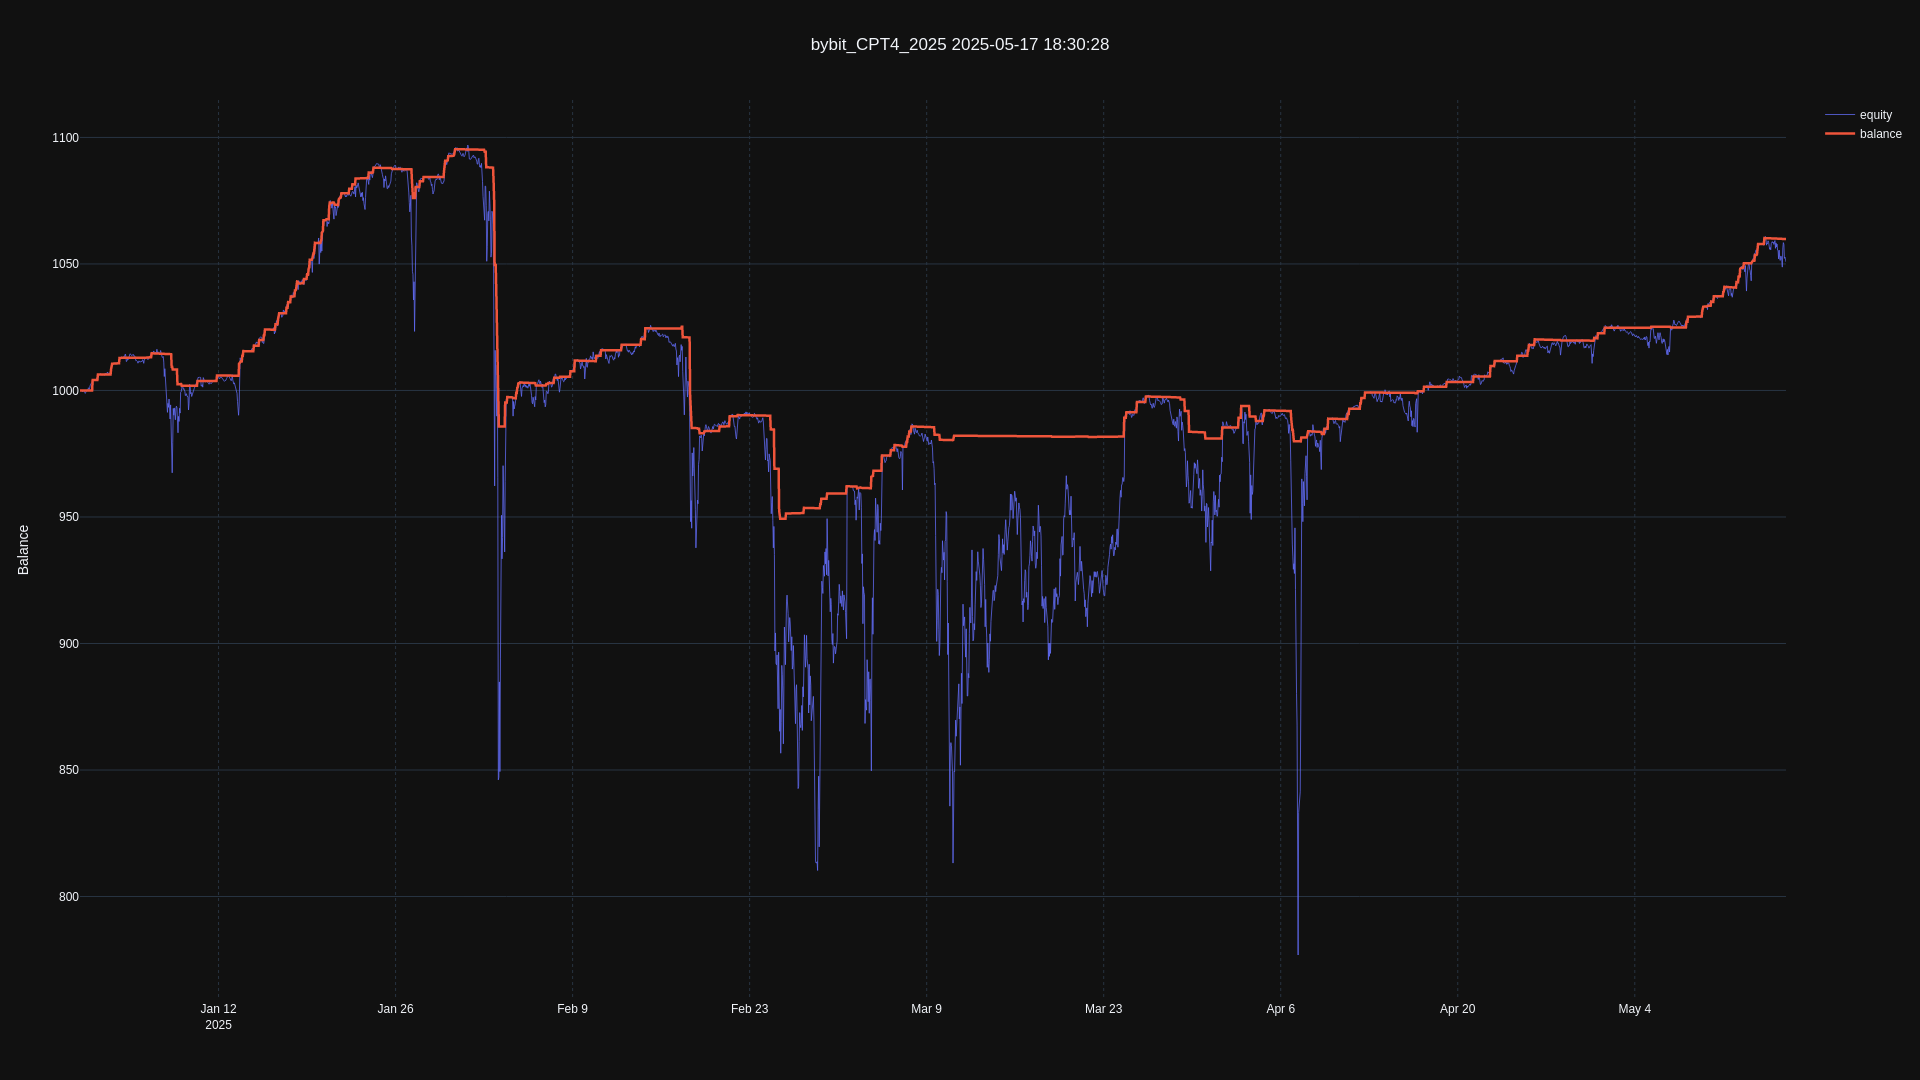 bybit_CPT4_2025 2025-05-17 18:30:28
equity
balance
1100
1050
1000
950
900
850
800
Balance
Jan 12
2025
Jan 26
Feb 9
Feb 23
Mar 9
Mar 23
Apr 6
Apr 20
May 4